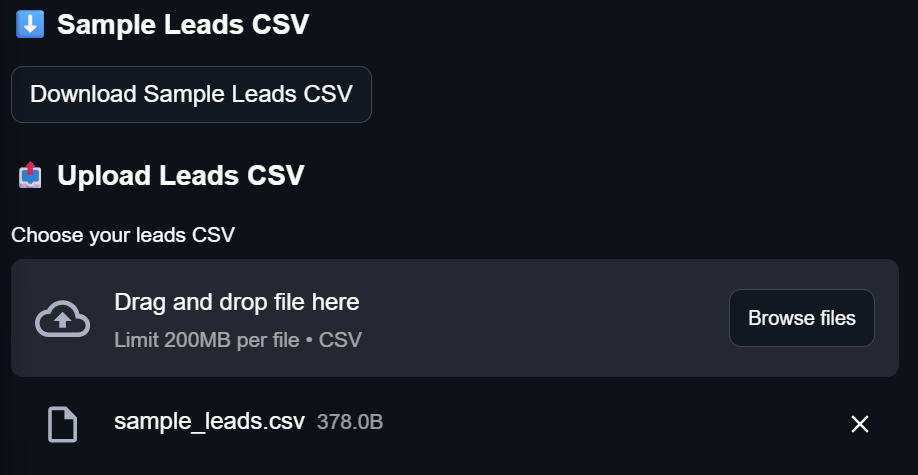 Sample Leads CSV
Download Sample Leads CSV
Upload Leads CSV
Choose your leads CSV
Drag and drop file here
Limit 200MB per file • CSV
Browse files
sample_leads.csv 378.0B